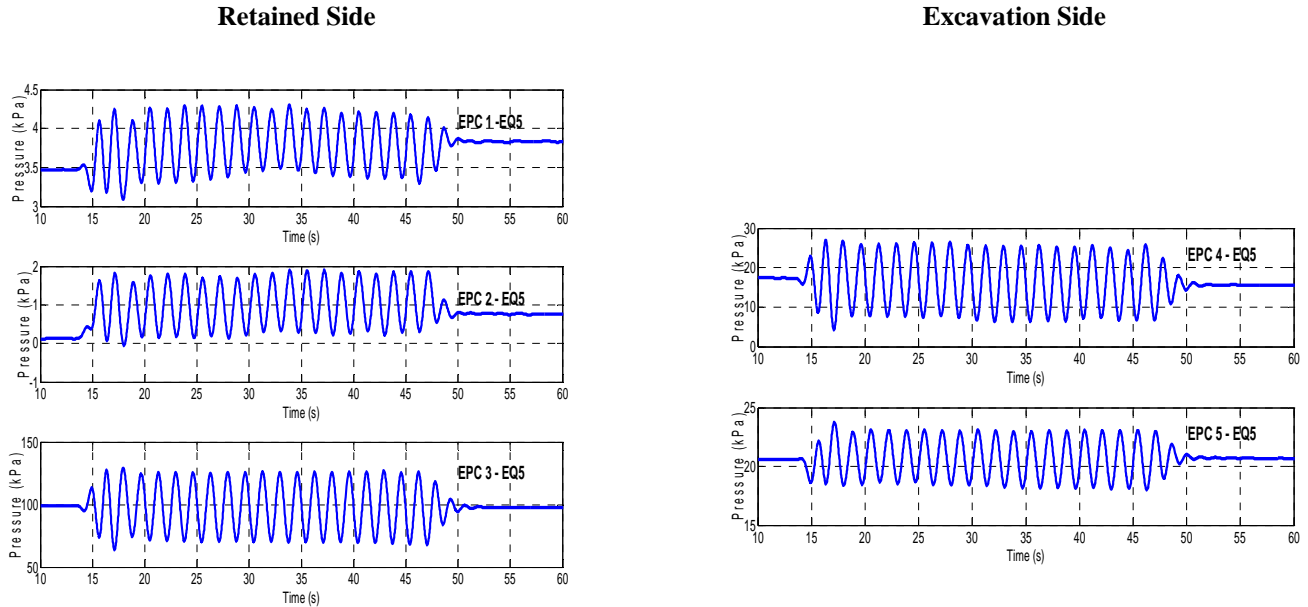 Retained Side
Excavation Side
Pressure (kPa)
4.5
4
3.5
3
EPC 1 -EQ5
10 15 20 25 30 35 40 45 50 55 60
Time (s)
Pressure (kPa)
2
1
0
-1
EPC 2 - EQ5
10 15 20 25 30 35 40 45 50 55 60
Time (s)
Pressure (kPa)
150
100
50
EPC 3 - EQ5
10 15 20 25 30 35 40 45 50 55 60
Time (s)
Pressure (kPa)
30
20
10
0
EPC 4 - EQ5
10 15 20 25 30 35 40 45 50 55 60
Time (s)
Pressure (kPa)
25
20
15
EPC 5 - EQ5
10 15 20 25 30 35 40 45 50 55 60
Time (s)